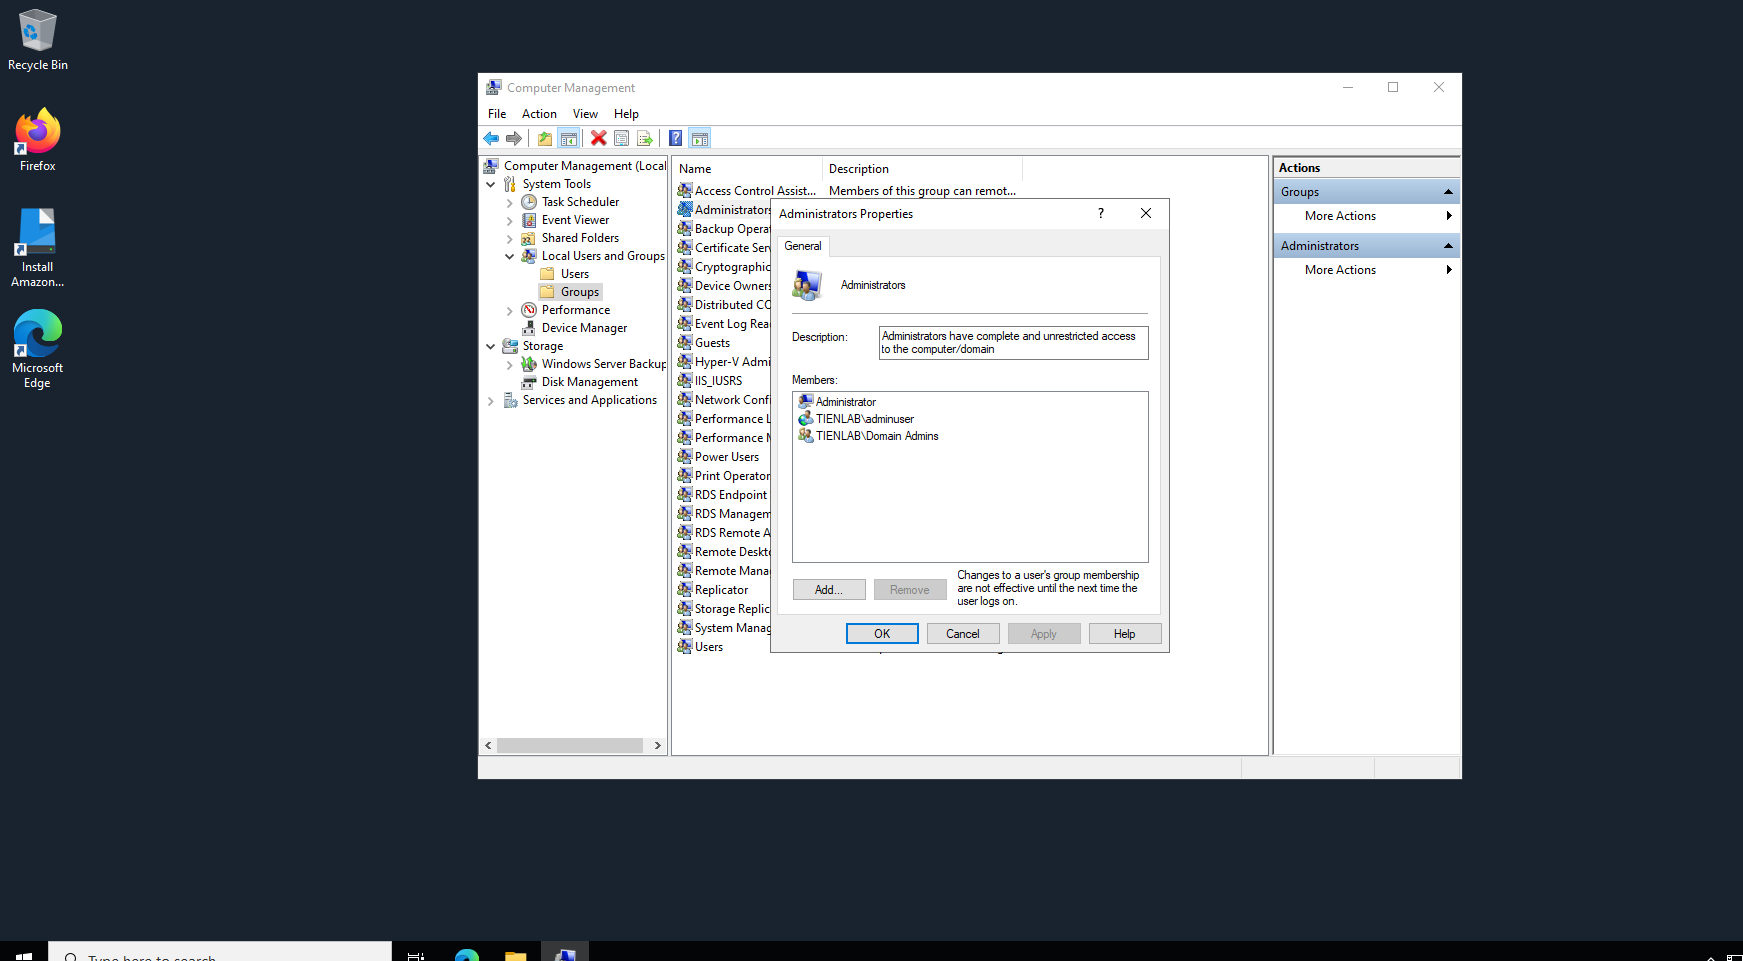 Recycle Bin
Firefox
Install
Amazon...
Microsoft
Edge
Computer Management
File Action View Help
Computer Management (Local
System Tools
Task Scheduler
Event Viewer
Shared Folders
Local Users and Groups
Users
Groups
Performance
Device Manager
Storage
Windows Server Backup
Disk Management
Services and Applications
Name Description
Access Control Assist... Members of this group can remot...
Administrators
Backup Operat
Certificate Serv
Cryptographic
Device Owners
Distributed CO
Event Log Rea
Guests
Hyper-V Admi
IIS_IUSRS
Network Confi
Performance L
Performance M
Power Users
Print Operator
RDS Endpoint
RDS Managem
RDS Remote A
Remote Deskto
Remote Mana
Replicator
Storage Replic
System Manag
Users
Administrators Properties
?
General
Administrators
Description:
Administrators have complete and unrestricted access
to the computer/domain
Members:
Administrator
TIENLAB\adminuser
TIENLAB\Domain Admins
Add...
Remove
Changes to a user's group membership
are not effective until the next time the
user logs on.
OK Cancel Apply Help
Actions
Groups
More Actions
Administrators
More Actions
Type here to search